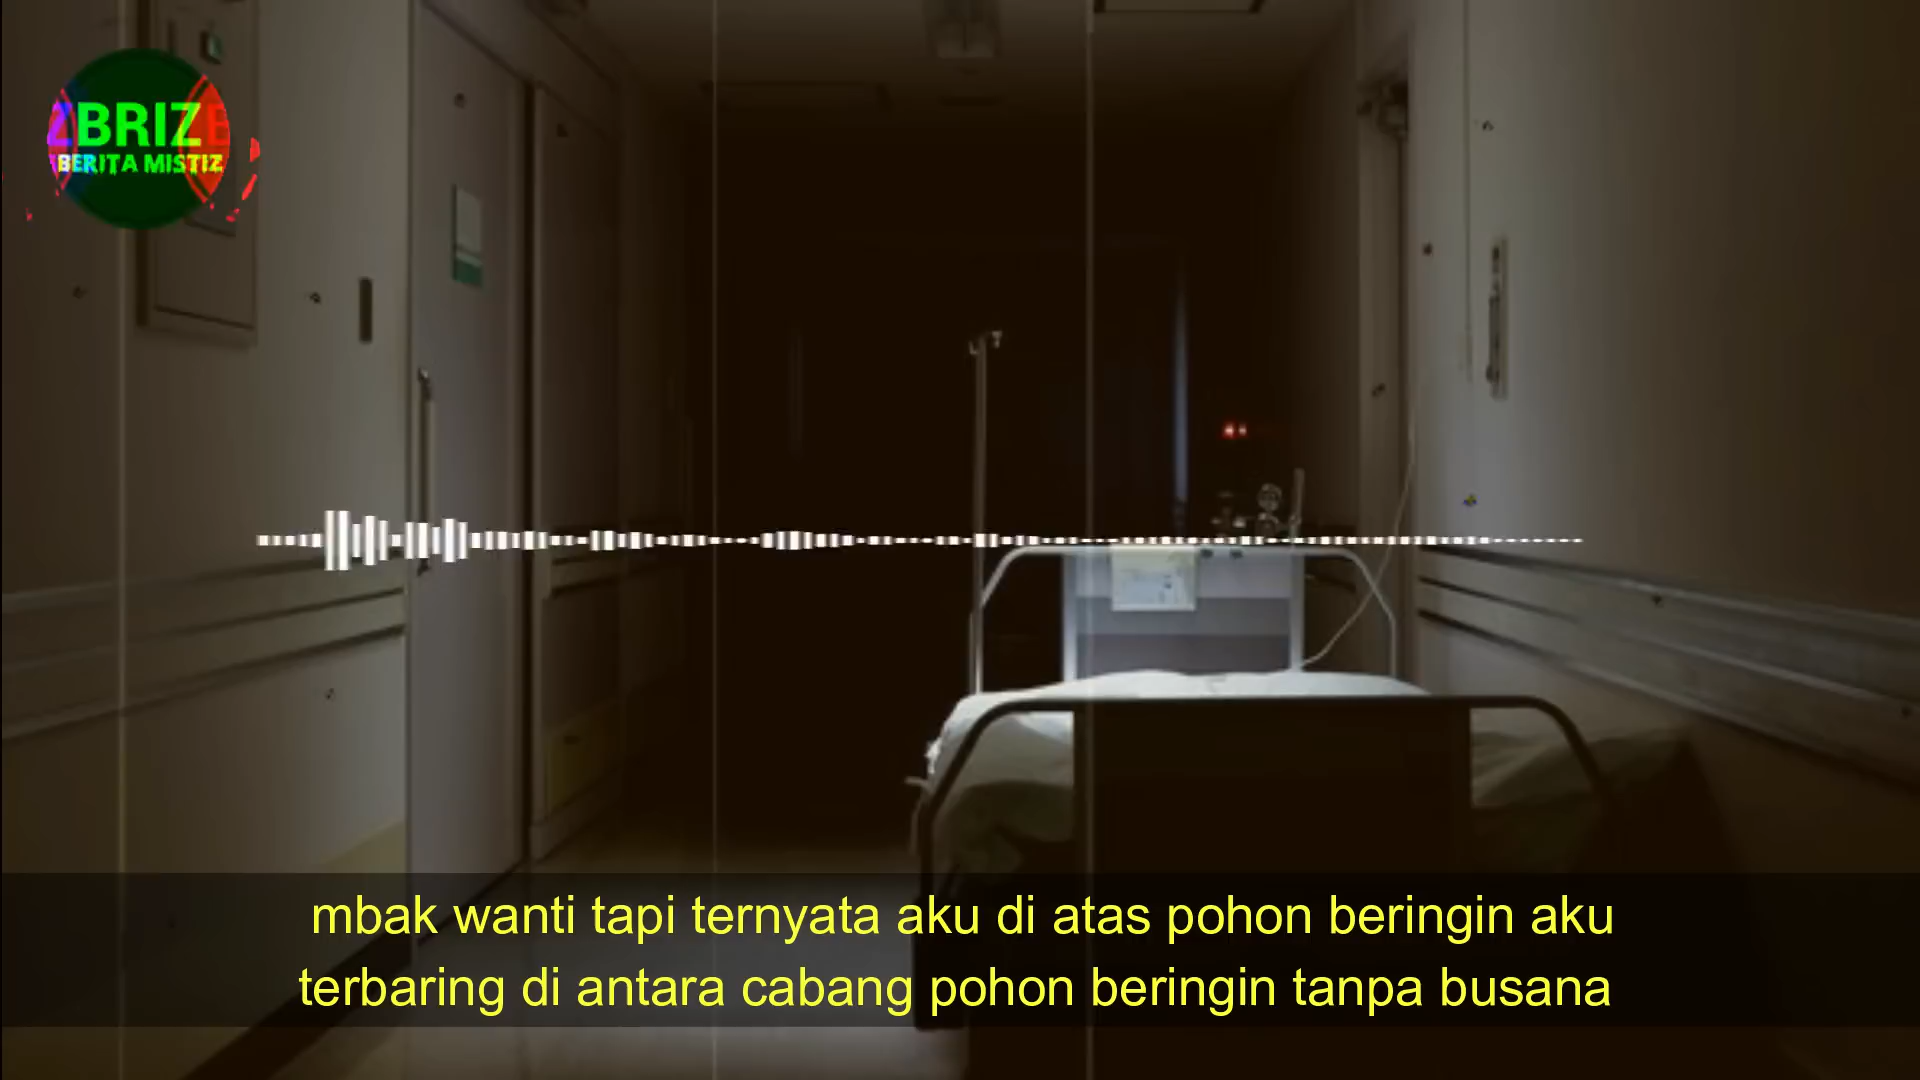 ZBRIZ
BERITA MISTIZ
mbak wanti tapi ternyata aku di atas pohon beringin aku
terbaring di antara cabang pohon beringin tanpa busana